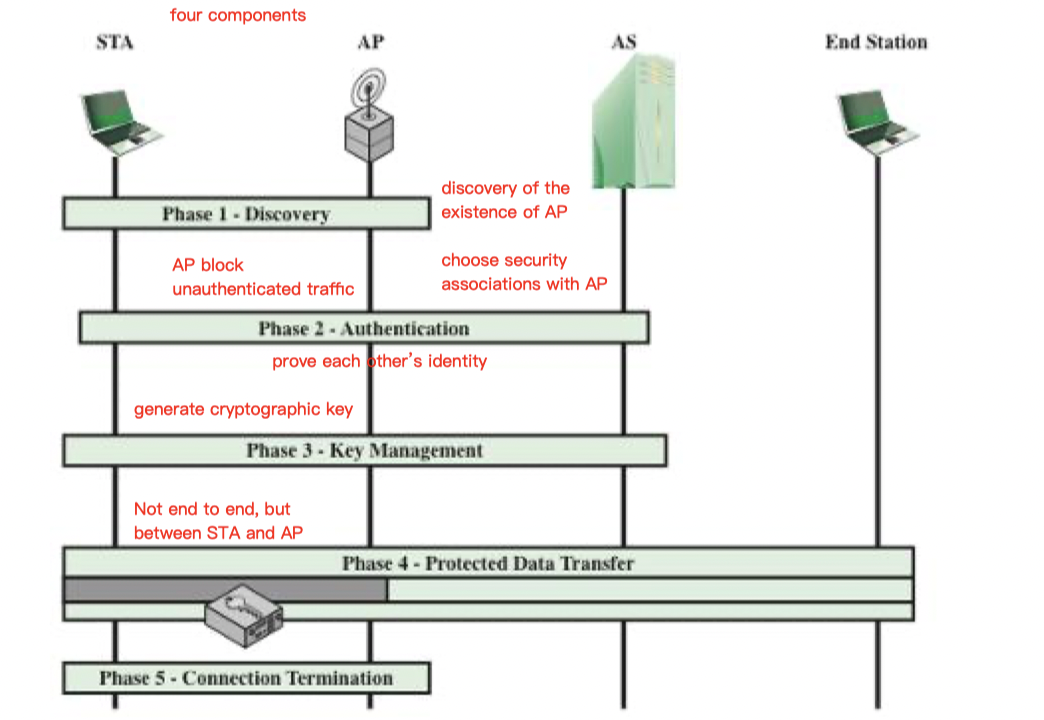 four components
STA
AP
AS
End Station
Phase 1 - Discovery
discovery of the
existence of AP
AP block
unauthenticated traffic
choose security
associations with AP
Phase 2 - Authentication
prove each other's identity
generate cryptographic key
Phase 3 - Key Management
Not end to end, but
between STA and AP
Phase 4 - Protected Data Transfer
Phase 5 - Connection Termination